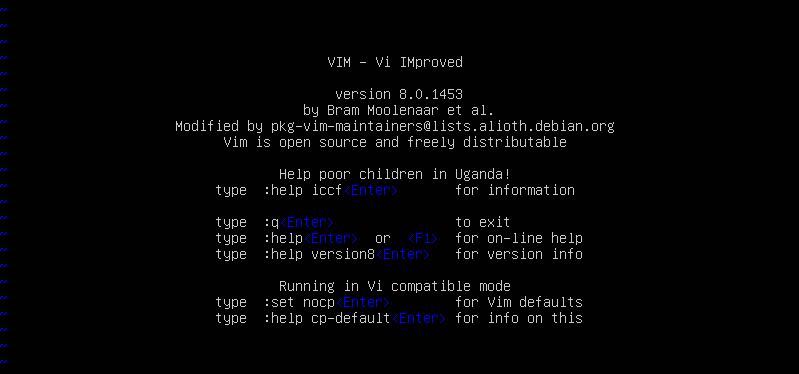 VIM - Vi IMproved
version 8.0.1453
by Bram Moolenaar et al.
Modified by pkg-vim-maintainers@lists.alioth.debian.org
Vim is open source and freely distributable
Help poor children in Uganda!
type :help iccf<Enter> for information
type :q<Enter> to exit
type :help<Enter> or <F1> for on-line help
type :help version8<Enter> for version info
Running in Vi compatible mode
type :set nocp<Enter> for Vim defaults
type :help cp-default<Enter> for info on this